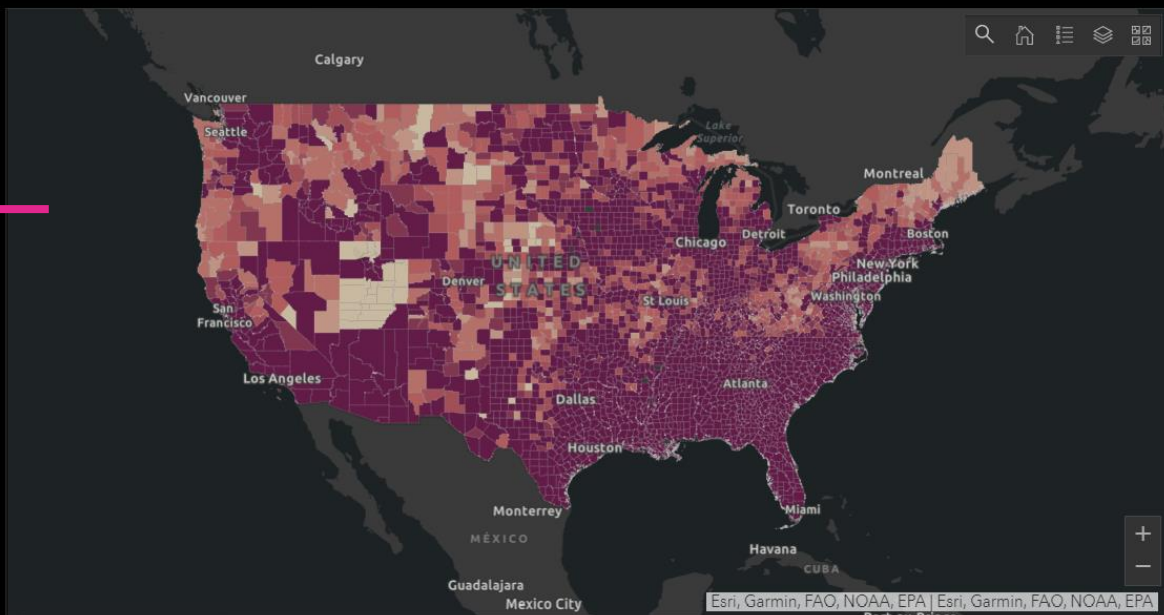 Calgary
Vancouver
Seattle
Lake
Superior
Montreal
Toronto
Boston
Chicago
Detroit
New York
UNITED
STATES
Denver
Philadelphia
St Louis
Washington
San
Francisco
Los Angeles
Atlanta
Dallas
Houston
Monterrey
Miami
MÉXICO
Havana
CUBA
Guadalajara
Mexico City
Esri, Garmin, FAO, NOAA, EPA | Esri, Garmin, FAO, NOAA, EPA